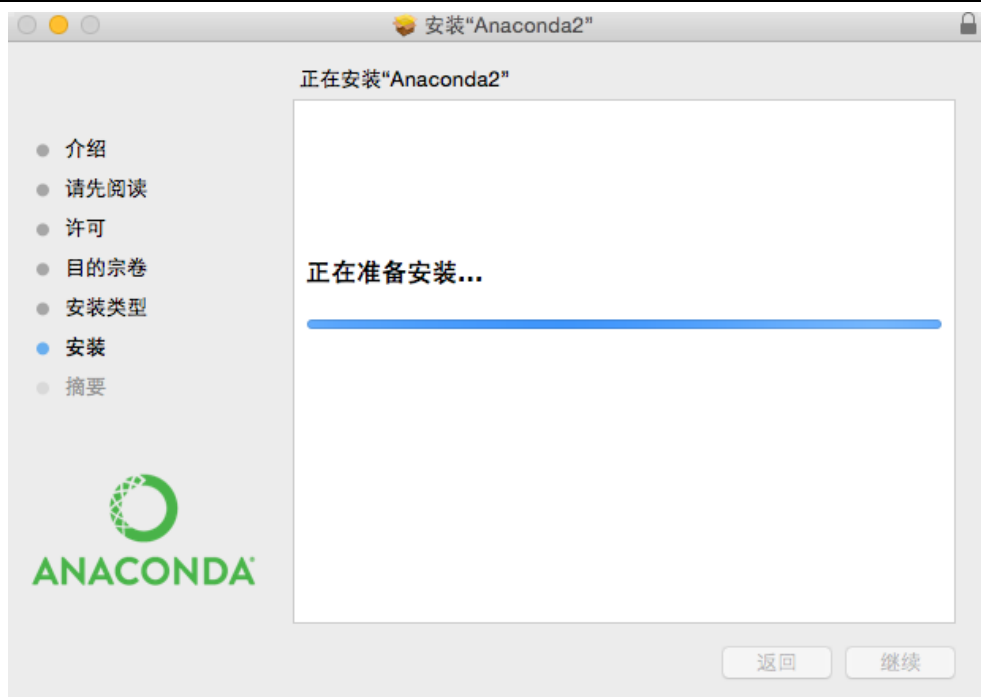 安装“Anaconda2”
正在安装“Anaconda2”
介绍
请先阅读
许可
目的宗卷
安装类型
安装
摘要
正在准备安装...
ANACONDA
返回
继续